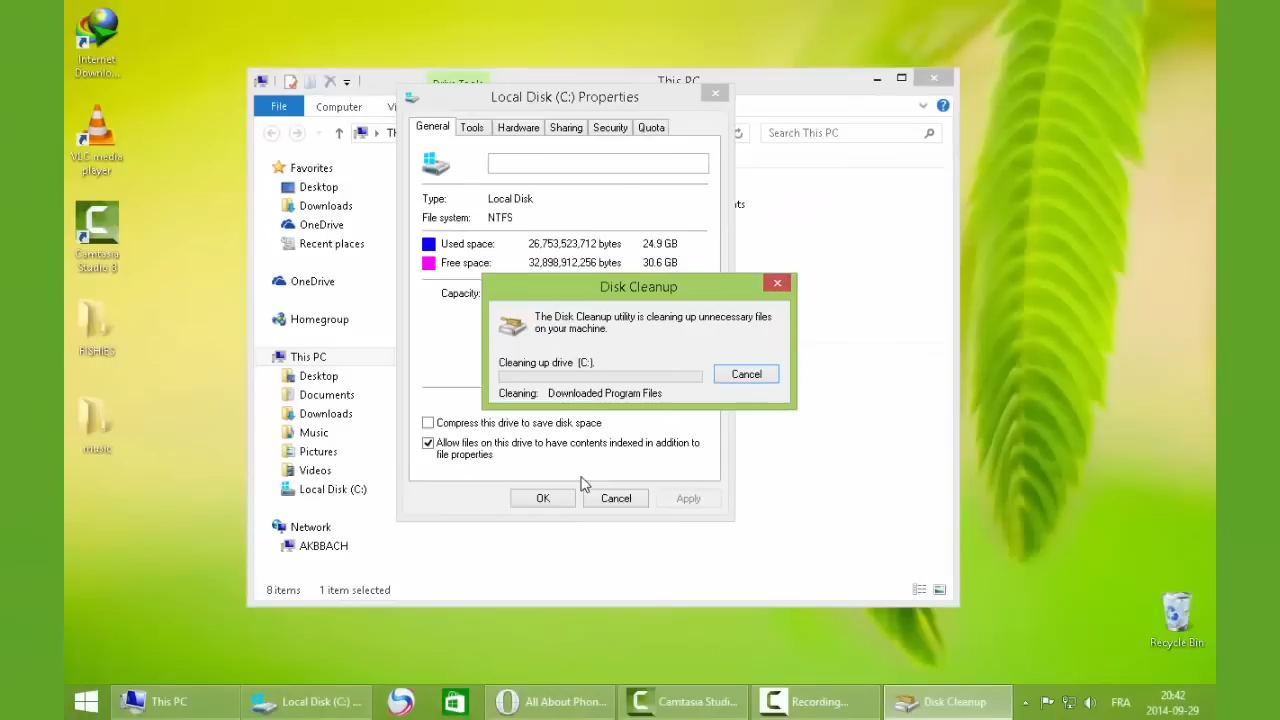 Internet
Downlo...
VLC media
player
Camtasia
Studio 8
FISHIES
music
This PC
File
Computer
Search This PC
Favorites
Desktop
Downloads
OneDrive
Recent places
OneDrive
Homegroup
This PC
Desktop
Documents
Downloads
Music
Pictures
Videos
Local Disk (C:)
Network
AKBBACH
8 items 1 item selected
Local Disk (C:) Properties
General Tools Hardware Sharing Security Quota
Type: Local Disk
File system: NTFS
Used space: 26,753,523,712 bytes 24.9 GB
Free space: 32,898,912,256 bytes 30.6 GB
Capacity:
Compress this drive to save disk space
Allow files on this drive to have contents indexed in addition to
file properties
OK Cancel Apply
Disk Cleanup
The Disk Cleanup utility is cleaning up unnecessary files
on your machine.
Cleaning up drive (C:).
Cancel
Cleaning: Downloaded Program Files
Recycle Bin
This PC
Local Disk (C:) ...
All About Phon...
Camtasia Studi...
Recording...
Disk Cleanup
FRA
20:42
2014-09-29